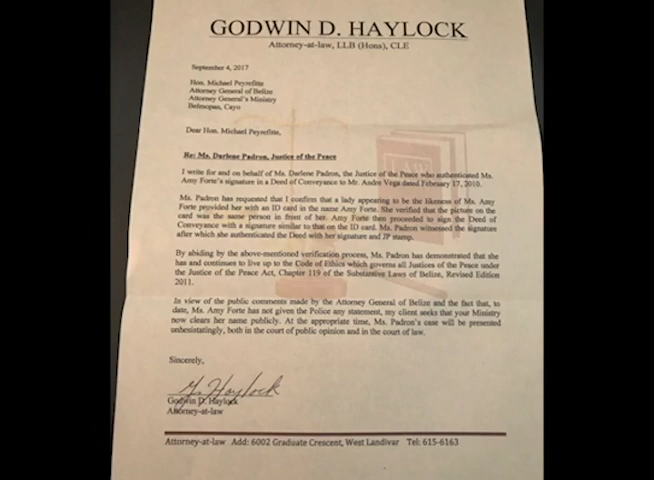 GODWIN D. HAYLOCK
Attorney-at-law, LLB (Hons), CLE
September 4, 2017
Hon. Michael Peyrefitte,
Attorney General of Belize
Attorney General's Ministry
Belmopan, Cayo
Dear Hon. Michael Peyrefitte,
Re: Ms. Darlene Padron, Justice of the Peace
I write for and on behalf of Ms. Darlene Padron, the Justice of the Peace who authenticated Ms.
Amy Forte's signature in a Deed of Conveyance to Mr. Andre Vega dated February 17, 2010.
Ms. Padron has requested that I confirm that a lady appearing to be the likeness of Ms. Amy
Forte provided her with an ID card in the name Amy Forte. She verified that the picture on the
card was the same person in front of her. Amy Forte then proceeded to sign the Deed of
Conveyance with a signature similar to that on the ID card. Ms. Padron witnessed the signature
after which she authenticated the Deed with her signature and JP stamp.
By abiding by the above-mentioned verification process, Ms. Padron has demonstrated that she
has and continues to live up to the Code of Ethics which governs all Justices of the Peace under
the Justice of the Peace Act, Chapter 119 of the Substantive Laws of Belize, Revised Edition
2011.
In view of the public comments made by the Attorney General of Belize and the fact that, to
date, Ms. Amy Forte has not given the Police any statement, my client seeks that your Ministry
now clears her name publicly. At the appropriate time, Ms. Padron's case will be presented
unhesitatingly, both in the court of public opinion and in the court of law.
Sincerely,
G. Haylock
Godwin D. Haylock
Attorney-at-law
Attorney-at-law Add: 6002 Graduate Crescent, West Landivar Tel: 615-6163
LAW